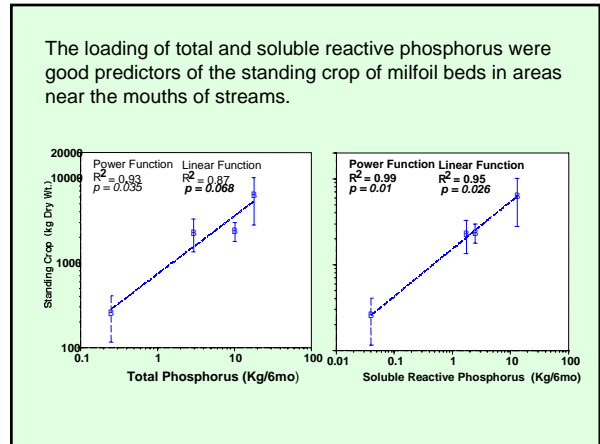 The loading of total and soluble reactive phosphorus were
good predictors of the standing crop of milfoil beds in areas
near the mouths of streams.
Power Function Linear Function
R2 = 0.93 R2 = 0.87
p = 0.035 p = 0.068
20000
10000
1000
100
Standing Crop (kg Dry Wt.)
B
B
B
B
0.1 1 10 100
Total Phosphorus (Kg/6mo)
Power Function Linear Function
R2 = 0.99 R2 = 0.95
p = 0.01 p = 0.026
B
B
B
B
0.01 0.1 1 10 100
Soluble Reactive Phosphorus (Kg/6mo)